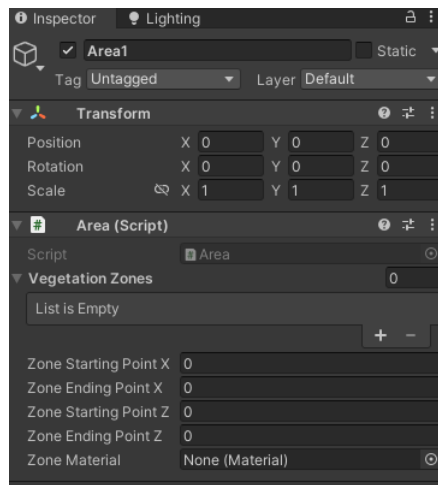 Inspector Lighting
Area1 Static
Tag Untagged Layer Default
Transform
Position X 0 Y 0 Z 0
Rotation X 0 Y 0 Z 0
Scale X 1 Y 1 Z 1
# Area (Script)
Script # Area
Vegetation Zones 0
List is Empty
+ −
Zone Starting Point X 0
Zone Ending Point X 0
Zone Starting Point Z 0
Zone Ending Point Z 0
Zone Material None (Material)